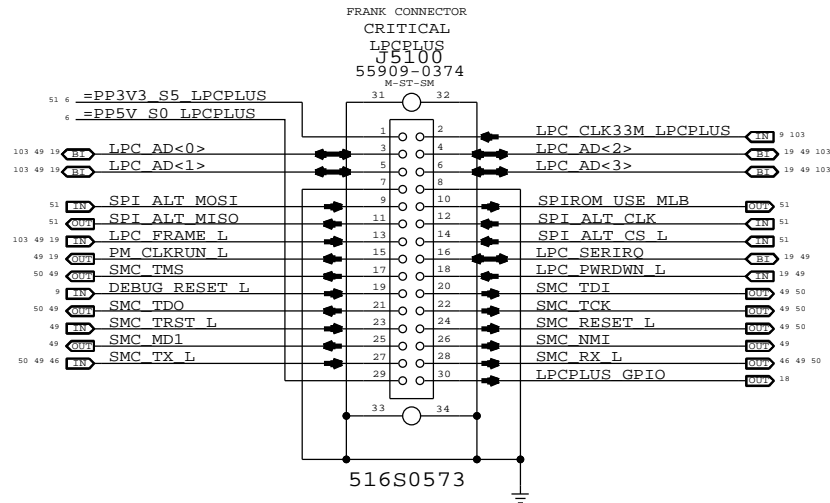 FRANK CONNECTOR
CRITICAL
LPCPLUS
J5100
55909-0374
M-ST-SM
31 32
51 6 =PP3V3_S5_LPCPLUS
6 =PP5V_S0_LPCPLUS
1 2 LPC_CLK33M_LPCPLUS IN 9 103
103 49 19 BI LPC_AD<0> 3 4 LPC_AD<2> BI 19 49 103
103 49 19 BI LPC_AD<1> 5 6 LPC_AD<3> BI 19 49 103
7 8
51 IN SPI_ALT_MOSI 9 10 SPIROM_USE_MLB OUT 51
51 OUT SPI_ALT_MISO 11 12 SPI_ALT_CLK IN 51
103 49 19 IN LPC_FRAME_L 13 14 SPI_ALT_CS_L IN 51
49 19 OUT PM_CLKRUN_L 15 16 LPC_SERIRQ BI 19 49
50 49 OUT SMC_TMS 17 18 LPC_PWRDWN_L IN 19 49
9 IN DEBUG_RESET_L 19 20 SMC_TDI OUT 49 50
50 49 OUT SMC_TDO 21 22 SMC_TCK OUT 49 50
49 IN SMC_TRST_L 23 24 SMC_RESET_L OUT 49 50
49 OUT SMC_MD1 25 26 SMC_NMI OUT 49
50 49 46 IN SMC_TX_L 27 28 SMC_RX_L OUT 46 49 50
29 30 LPCPLUS_GPIO OUT 18
33 34
516S0573